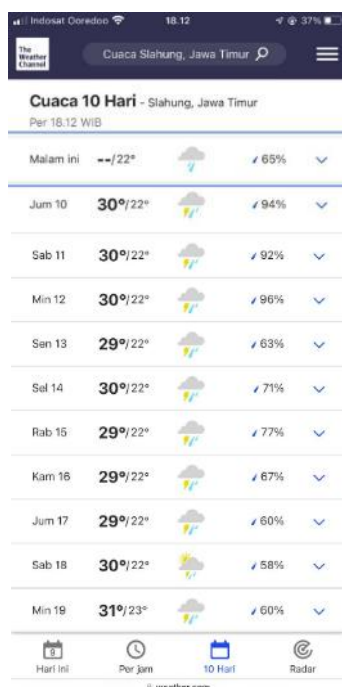 Indosat Ooredoo 18.12 37%
The Weather Channel
Cuaca Slahung, Jawa Timur
Cuaca 10 Hari - Slahung, Jawa Timur
Per 18.12 WIB
Malam ini --/22° 65%
Jum 10 30°/22° 94%
Sab 11 30°/22° 92%
Min 12 30°/22° 96%
Sen 13 29°/22° 63%
Sel 14 30°/22° 71%
Rab 15 29°/22° 77%
Kam 16 29°/22° 67%
Jum 17 29°/22° 60%
Sab 18 30°/22° 58%
Min 19 31°/23° 60%
9
Hari Ini Per jam 10 Hari Radar
weather.com